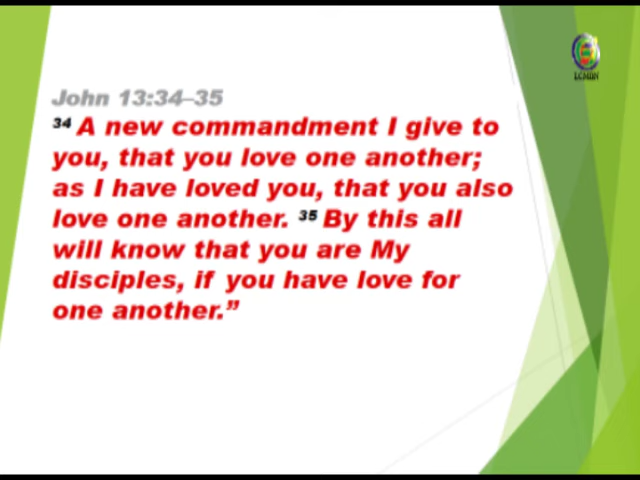 John 13:34–35
34 A new commandment I give to
you, that you love one another;
as I have loved you, that you also
love one another. 35 By this all
will know that you are My
disciples, if you have love for
one another.”